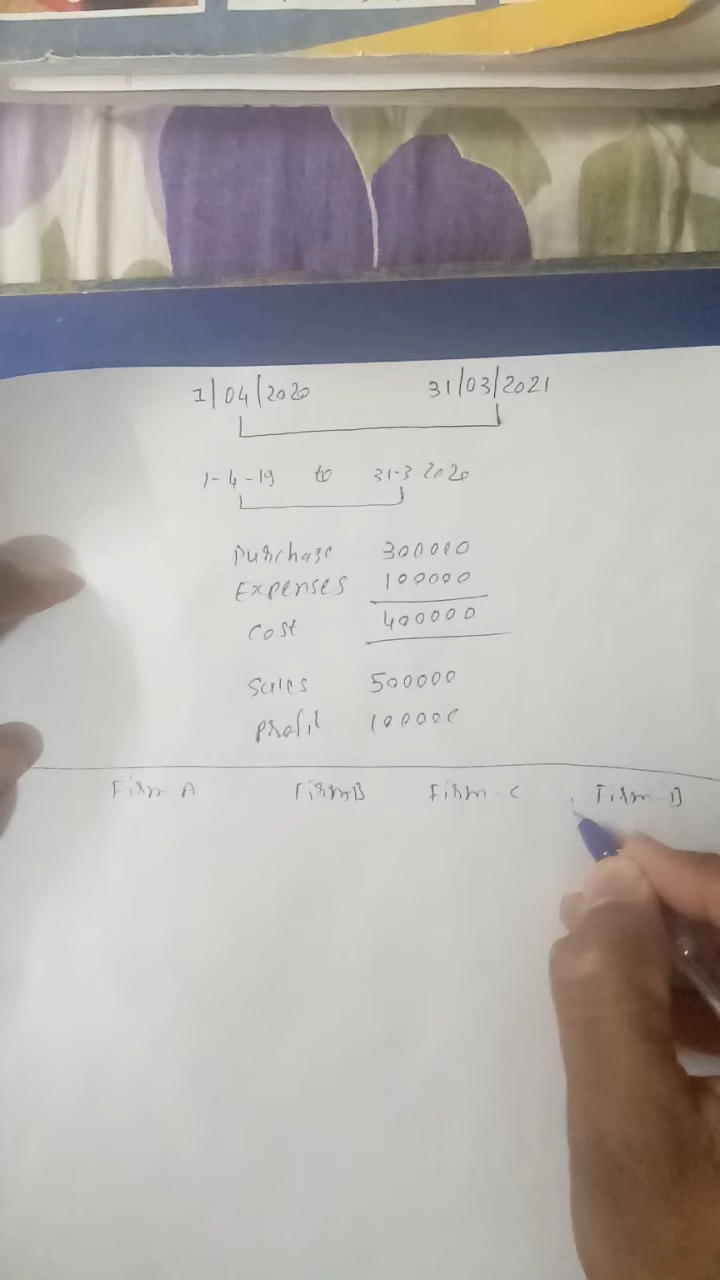 1/04/2020 31/03/2021
1-4-19 to 31-3-2020
Purchase 300000
Expenses 100000
Cost 400000
Sales 500000
Profit 100000
Firm-A Firm-B Firm-C Firm-D